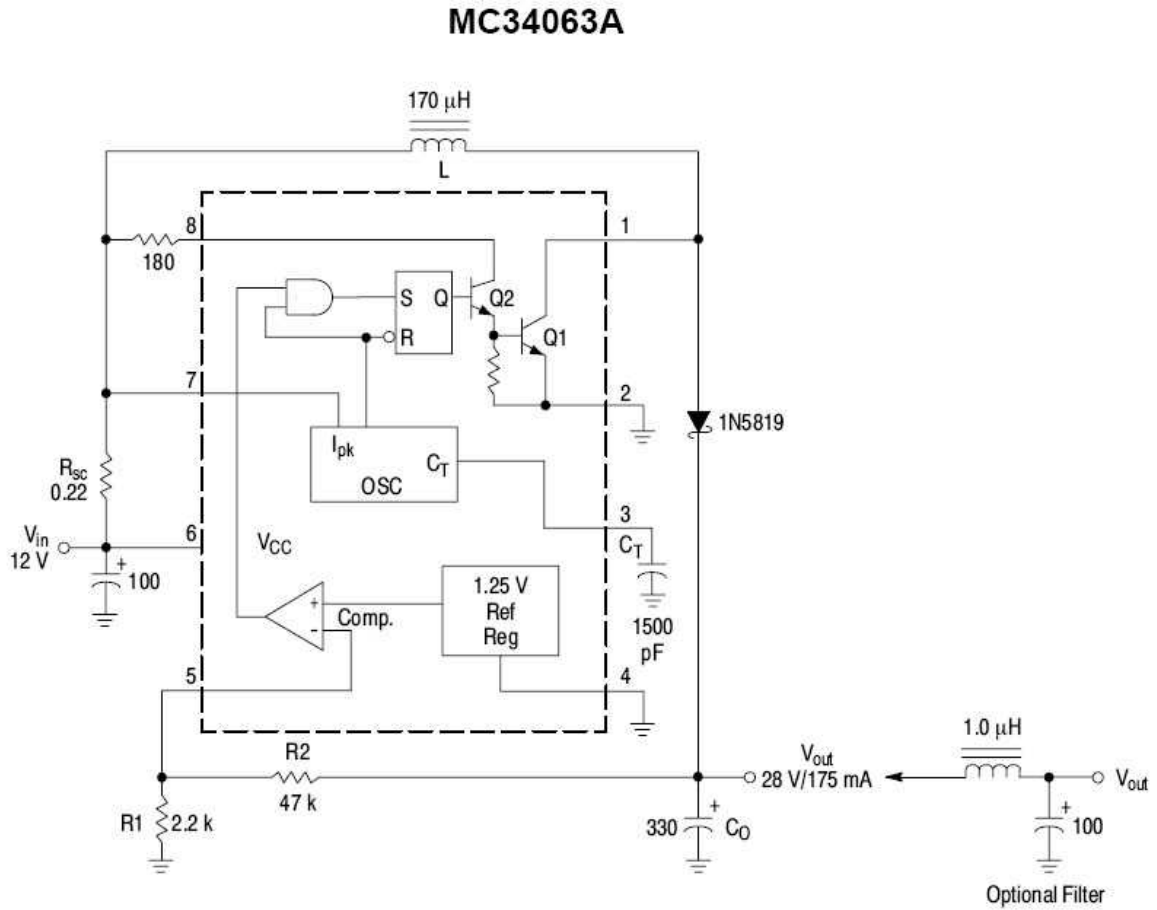 MC34063A
170 μH
L
8
1
180
S
Q
Q2
R
Q1
7
2
1N5819
Ipk
CT
OSC
Rsc
0.22
3
6
Vin
12 V
CT
VCC
100
1.25 V
Ref
Reg
+
-
Comp.
1500
pF
5
4
1.0 μH
R2
Vout
28 V/175 mA
Vout
47 k
R1
2.2 k
+
330
CO
+
100
+
Optional Filter